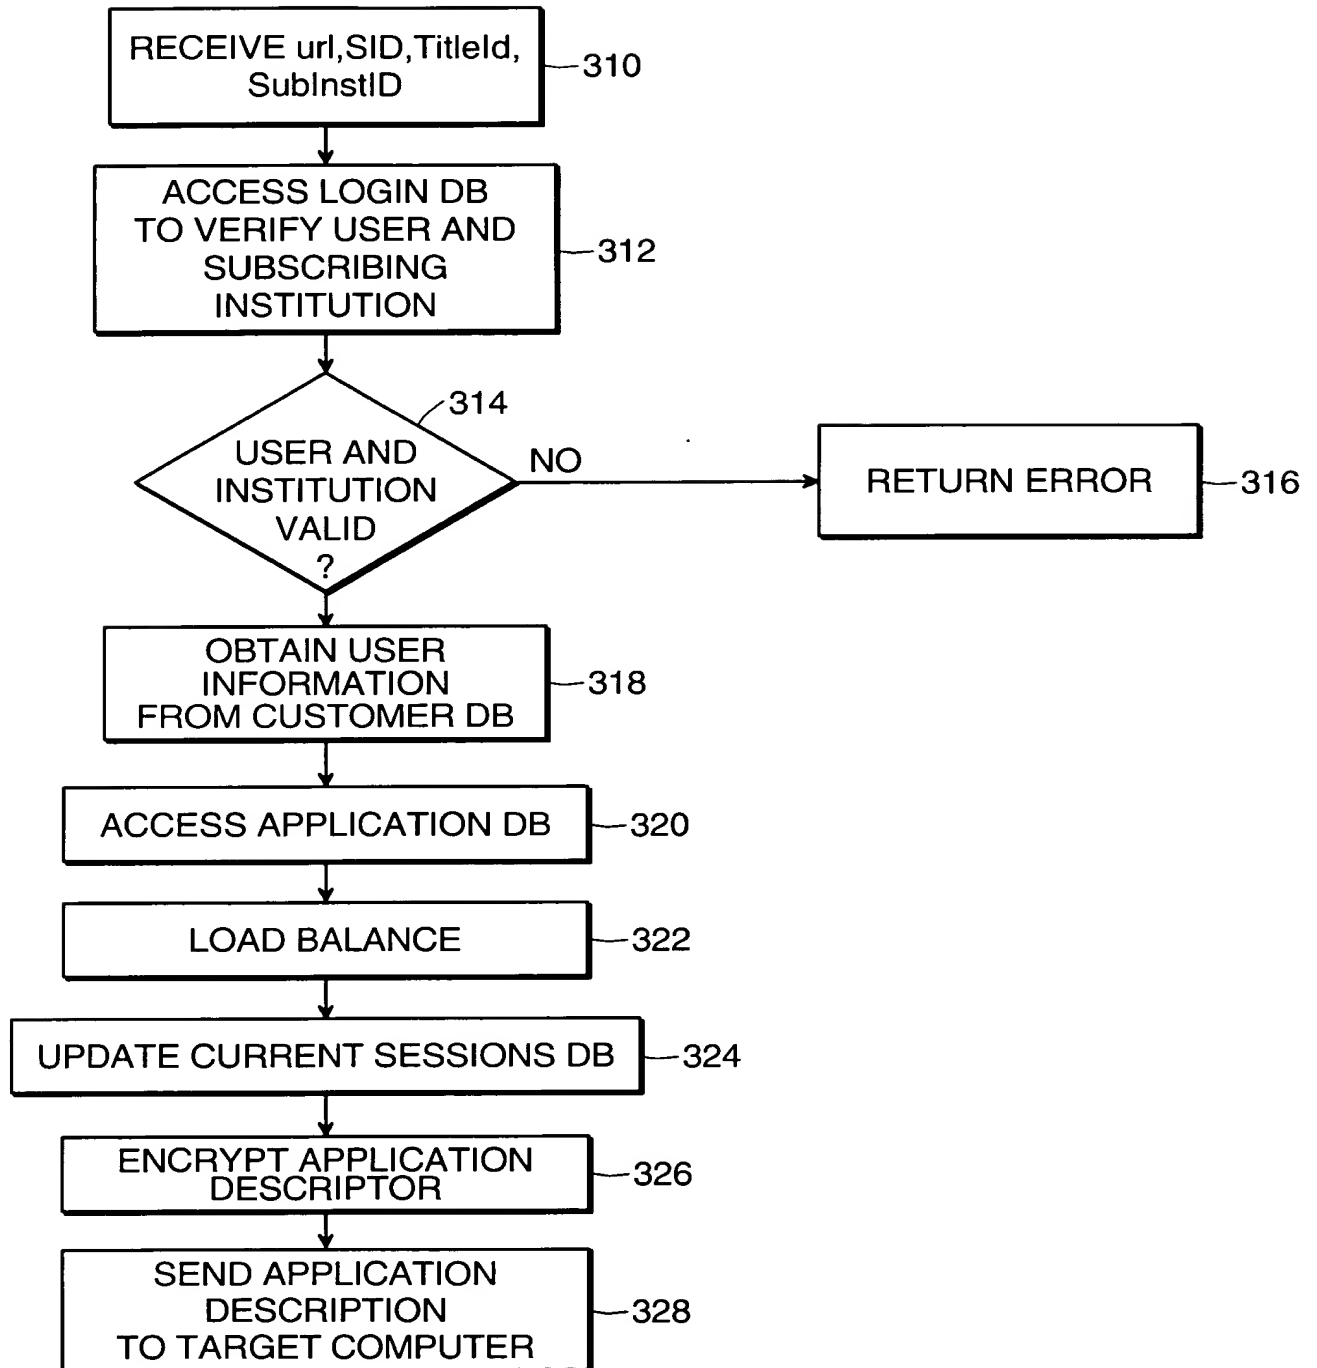 RECEIVE url,SID,TitleId,
SubInstID
310
ACCESS LOGIN DB
TO VERIFY USER AND
SUBSCRIBING
INSTITUTION
312
314
USER AND
INSTITUTION
VALID
?
NO
RETURN ERROR
316
OBTAIN USER
INFORMATION
FROM CUSTOMER DB
318
ACCESS APPLICATION DB
320
LOAD BALANCE
322
UPDATE CURRENT SESSIONS DB
324
ENCRYPT APPLICATION
DESCRIPTOR
326
SEND APPLICATION
DESCRIPTION
TO TARGET COMPUTER
328